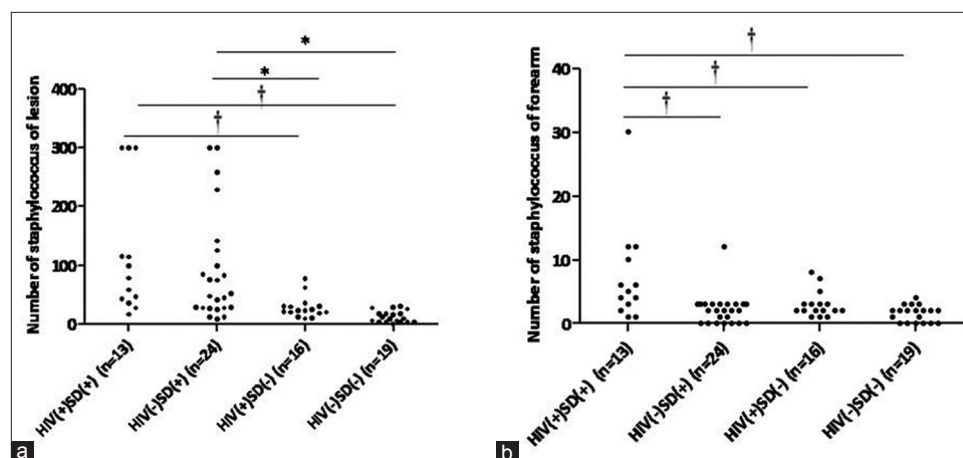 *
*
†
†
Number of staphylococcus of lesion
400
300
200
100
0
HIV(+)SD(+) (n=13)
HIV(-)SD(+) (n=24)
HIV(+)SD(-) (n=16)
HIV(-)SD(-) (n=19)
a
†
†
†
Number of staphylococcus of forearm
40
30
20
10
0
HIV(+)SD(+) (n=13)
HIV(-)SD(+) (n=24)
HIV(+)SD(-) (n=16)
HIV(-)SD(-) (n=19)
b